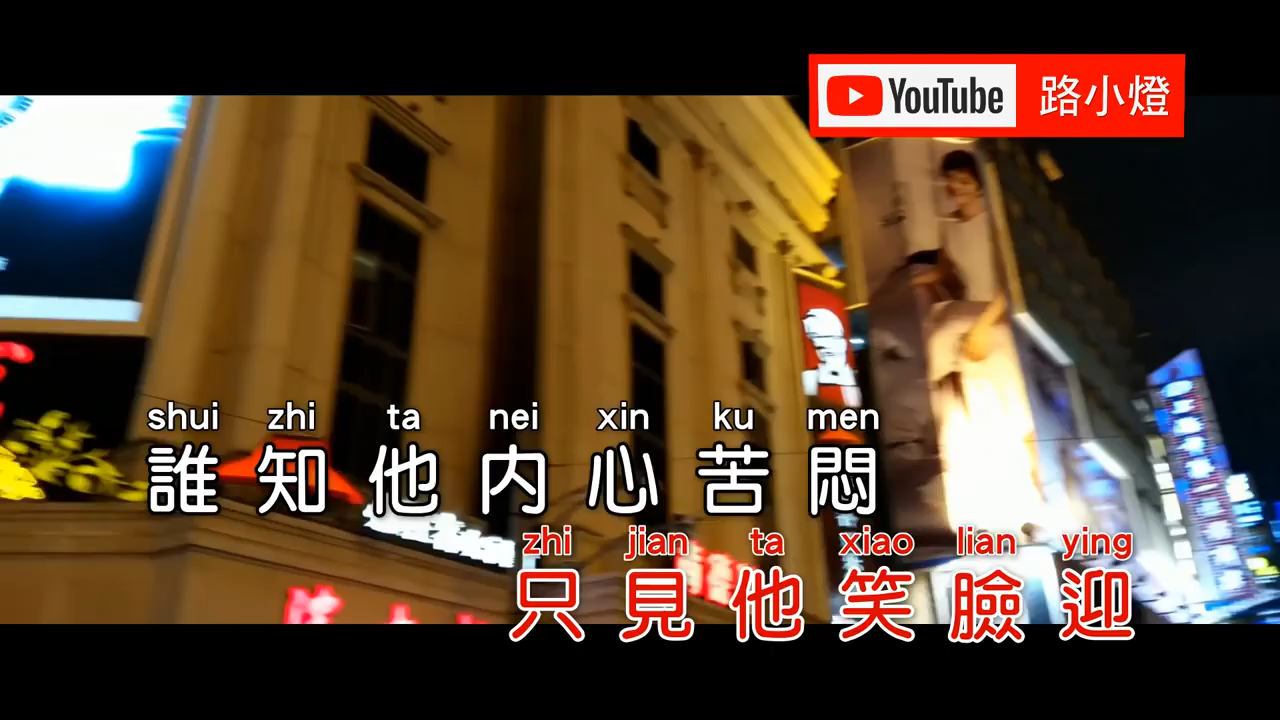 YouTube 路小燈
shui zhi ta nei xin ku men
誰知他内心苦悶
zhi jian ta xiao lian ying
只見他笑臉迎